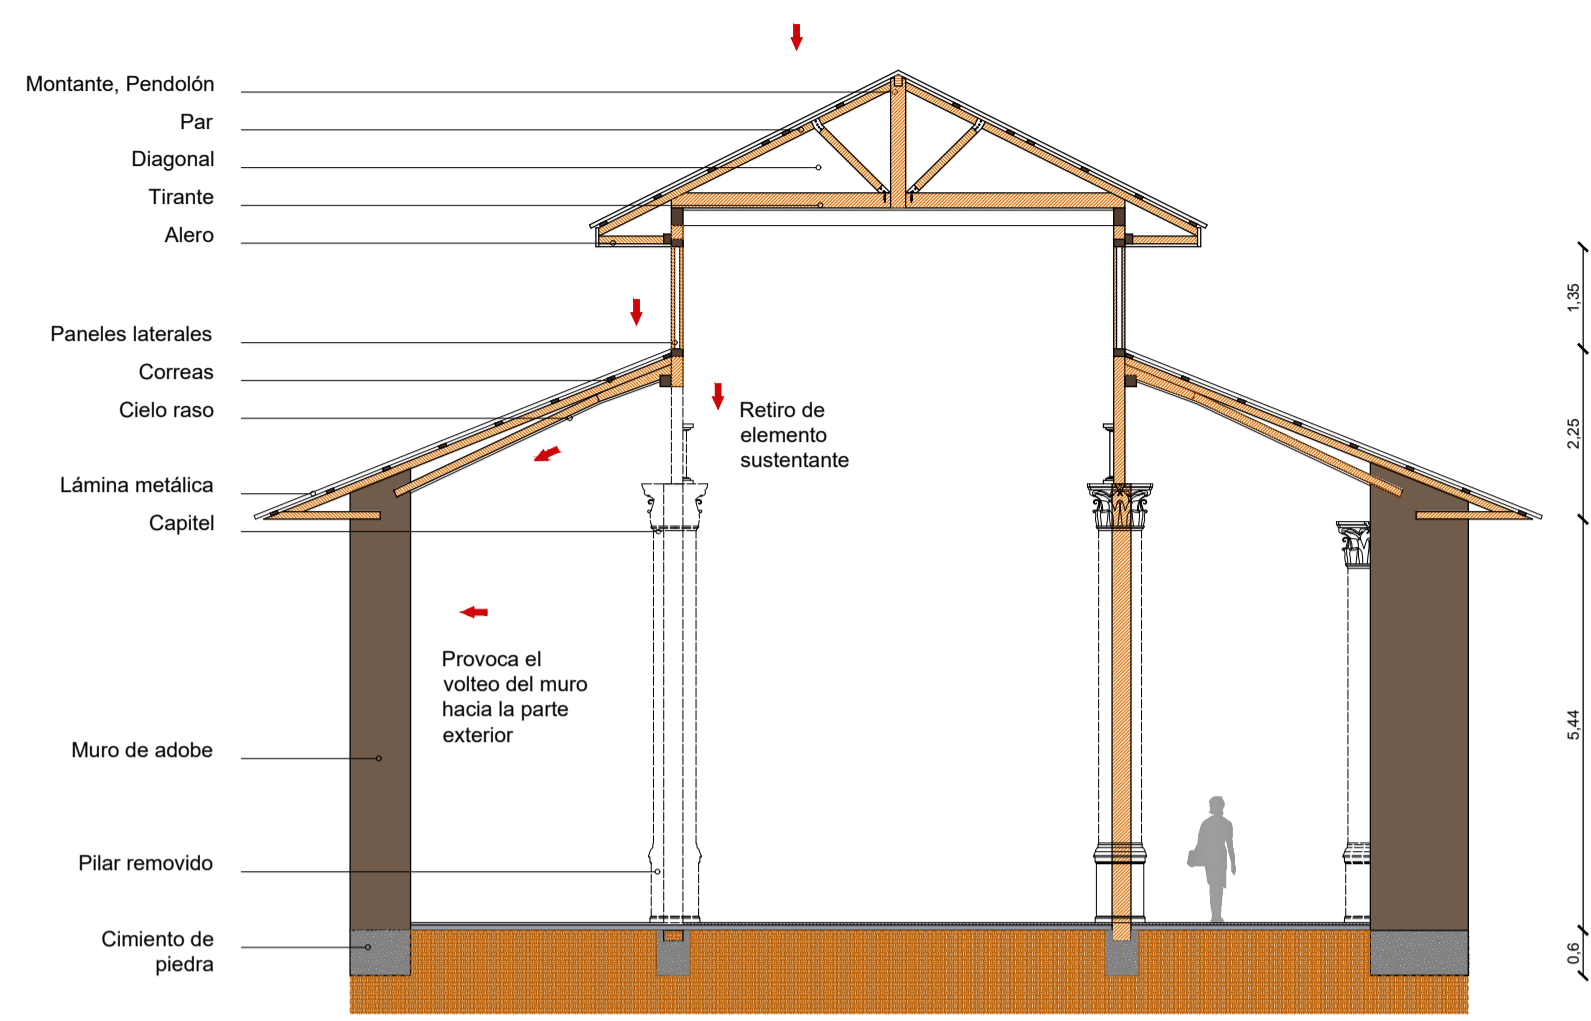 Montante, Pendolón
Par
Diagonal
Tirante
Alero
Paneles laterales
Correas
Cielo raso
Lámina metálica
Capitel
Muro de adobe
Pilar removido
Cimiento de
piedra
Retiro de
elemento
sustentante
Provoca el
volteo del muro
hacia la parte
exterior
1,35
2,25
5,44
0,6